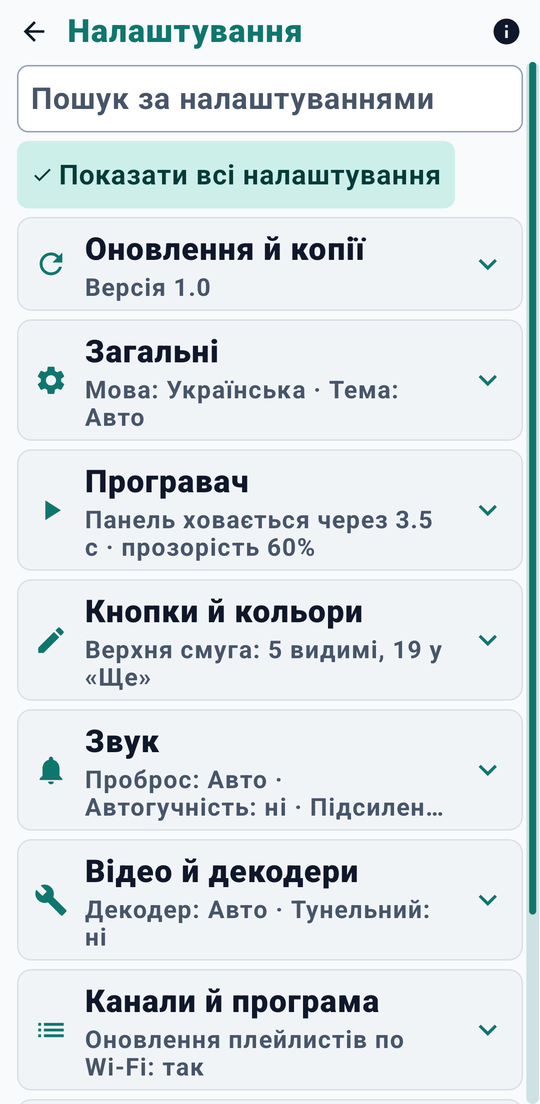 Налаштування
Пошук за налаштуваннями
Показати всі налаштування
Оновлення й копії
Версія 1.0
Загальні
Мова: Українська · Тема:
Авто
Програвач
Панель ховається через 3.5
с · прозорість 60%
Кнопки й кольори
Верхня смуга: 5 видимі, 19 у
«Ще»
Звук
Проброс: Авто ·
Автогучність: ні · Підсилен…
Відео й декодери
Декодер: Авто · Тунельний:
ні
Канали й програма
Оновлення плейлистів по
Wi-Fi: так